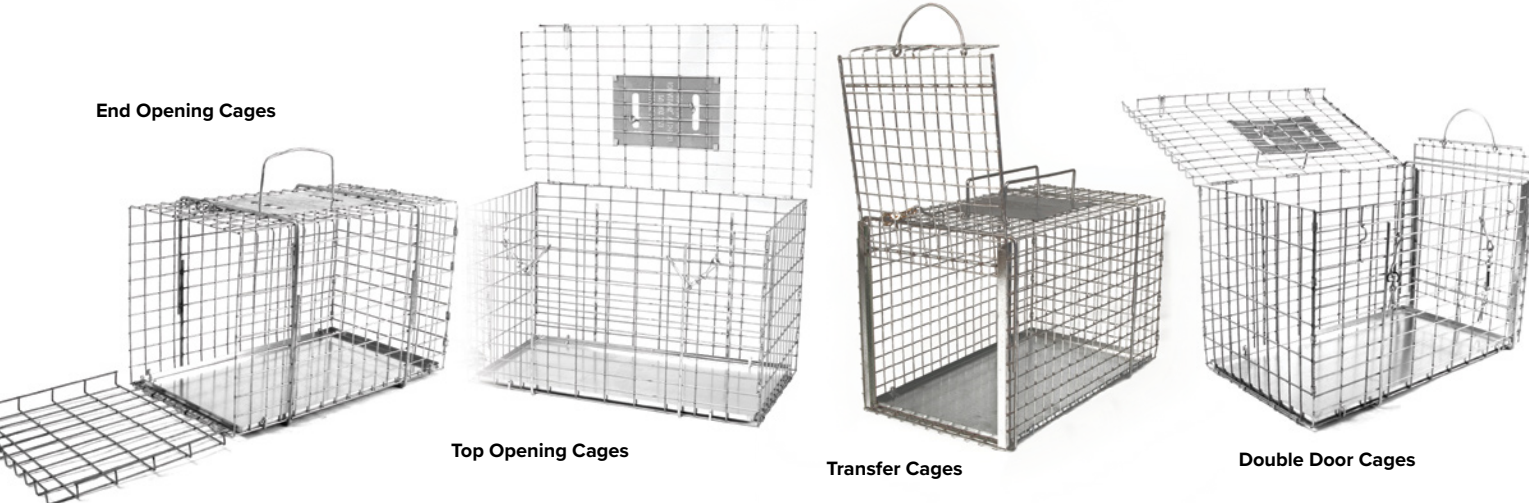 End Opening Cages
Top Opening Cages
Transfer Cages
Double Door Cages